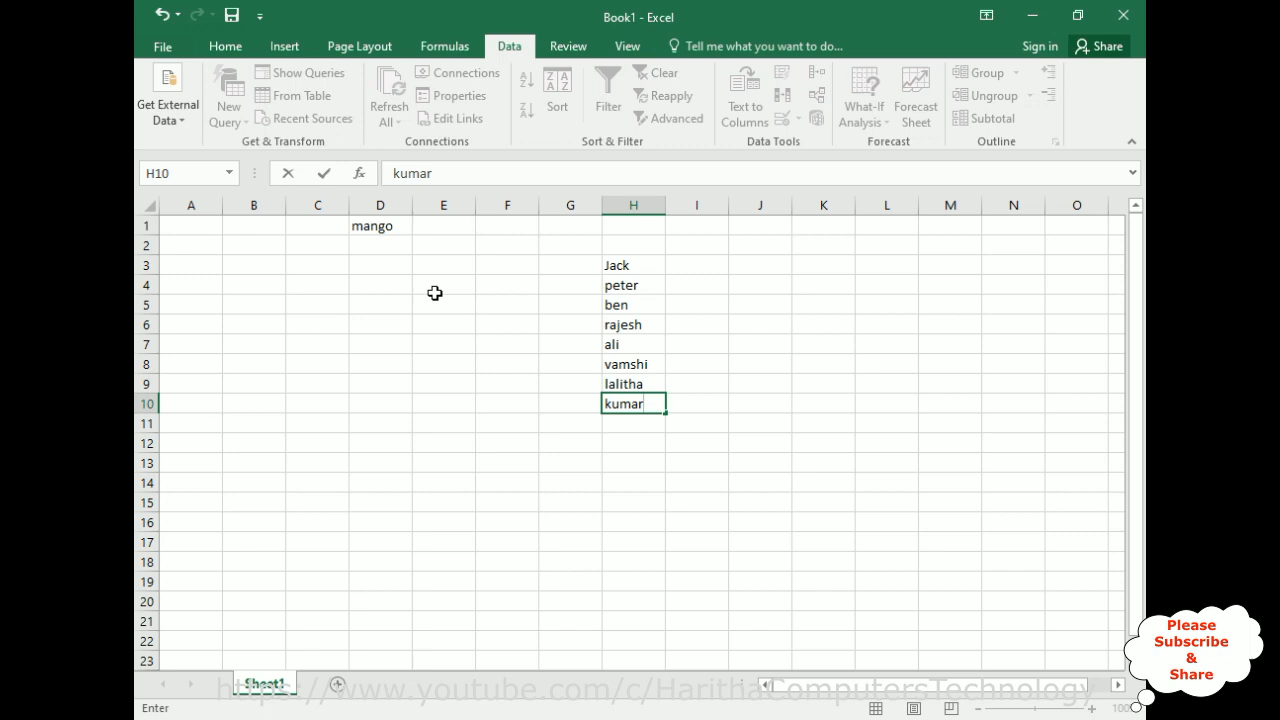 Book1 - Excel
File Home Insert Page Layout Formulas Data Review View Tell me what you want to do... Sign in Share
Get External Data
New Query
Show Queries
From Table
Recent Sources
Get & Transform
Refresh All
Connections
Properties
Edit Links
Connections
Sort
Filter
Clear
Reapply
Advanced
Sort & Filter
Text to Columns
Data Tools
What-If Analysis
Forecast Sheet
Forecast
Group
Ungroup
Subtotal
Outline
H10 fx kumar
A B C D E F G H I J K L M N O
1 mango
2
3 Jack
4 peter
5 ben
6 rajesh
7 ali
8 vamshi
9 lalitha
10 kumar
11
12
13
14
15
16
17
18
19
20
21
22
23
Sheet1
Enter
Please
Subscribe
&
Share